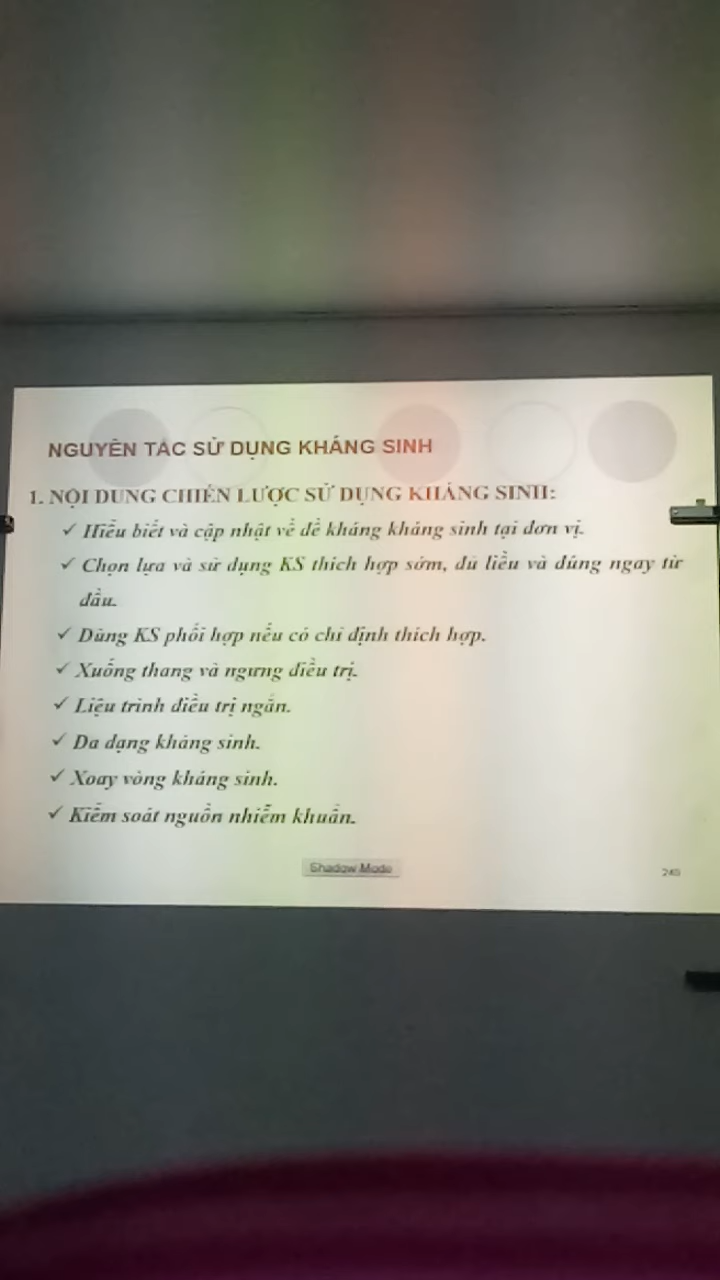 NGUYÊN TẮC SỬ DỤNG KHÁNG SINH
1. NỘI DUNG CHIẾN LƯỢC SỬ DỤNG KHÁNG SINH:
✓ Hiểu biết và cập nhật về đề kháng kháng sinh tại đơn vị.
✓ Chọn lựa và sử dụng KS thích hợp sớm, đủ liều và đúng ngay từ
đầu.
✓ Dùng KS phối hợp nếu có chỉ định thích hợp.
✓ Xuống thang và ngưng điều trị.
✓ Liệu trình điều trị ngắn.
✓ Đa dạng kháng sinh.
✓ Xoay vòng kháng sinh.
✓ Kiểm soát nguồn nhiễm khuẩn.
Shadow Mode